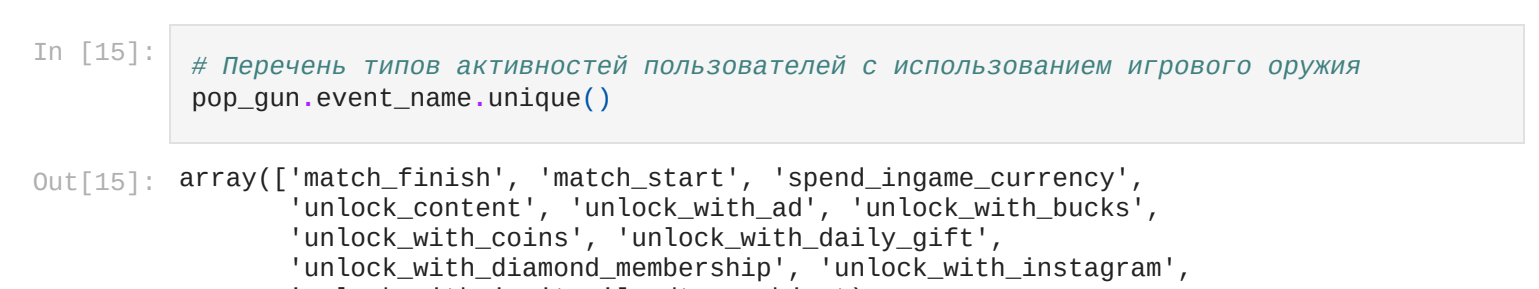 In [15]:
# Перечень типов активностей пользователей с использованием игрового оружия
pop_gun.event_name.unique()
Out[15]: array(['match_finish', 'match_start', 'spend_ingame_currency',
'unlock_content', 'unlock_with_ad', 'unlock_with_bucks',
'unlock_with_coins', 'unlock_with_daily_gift',
'unlock_with_diamond_membership', 'unlock_with_instagram',